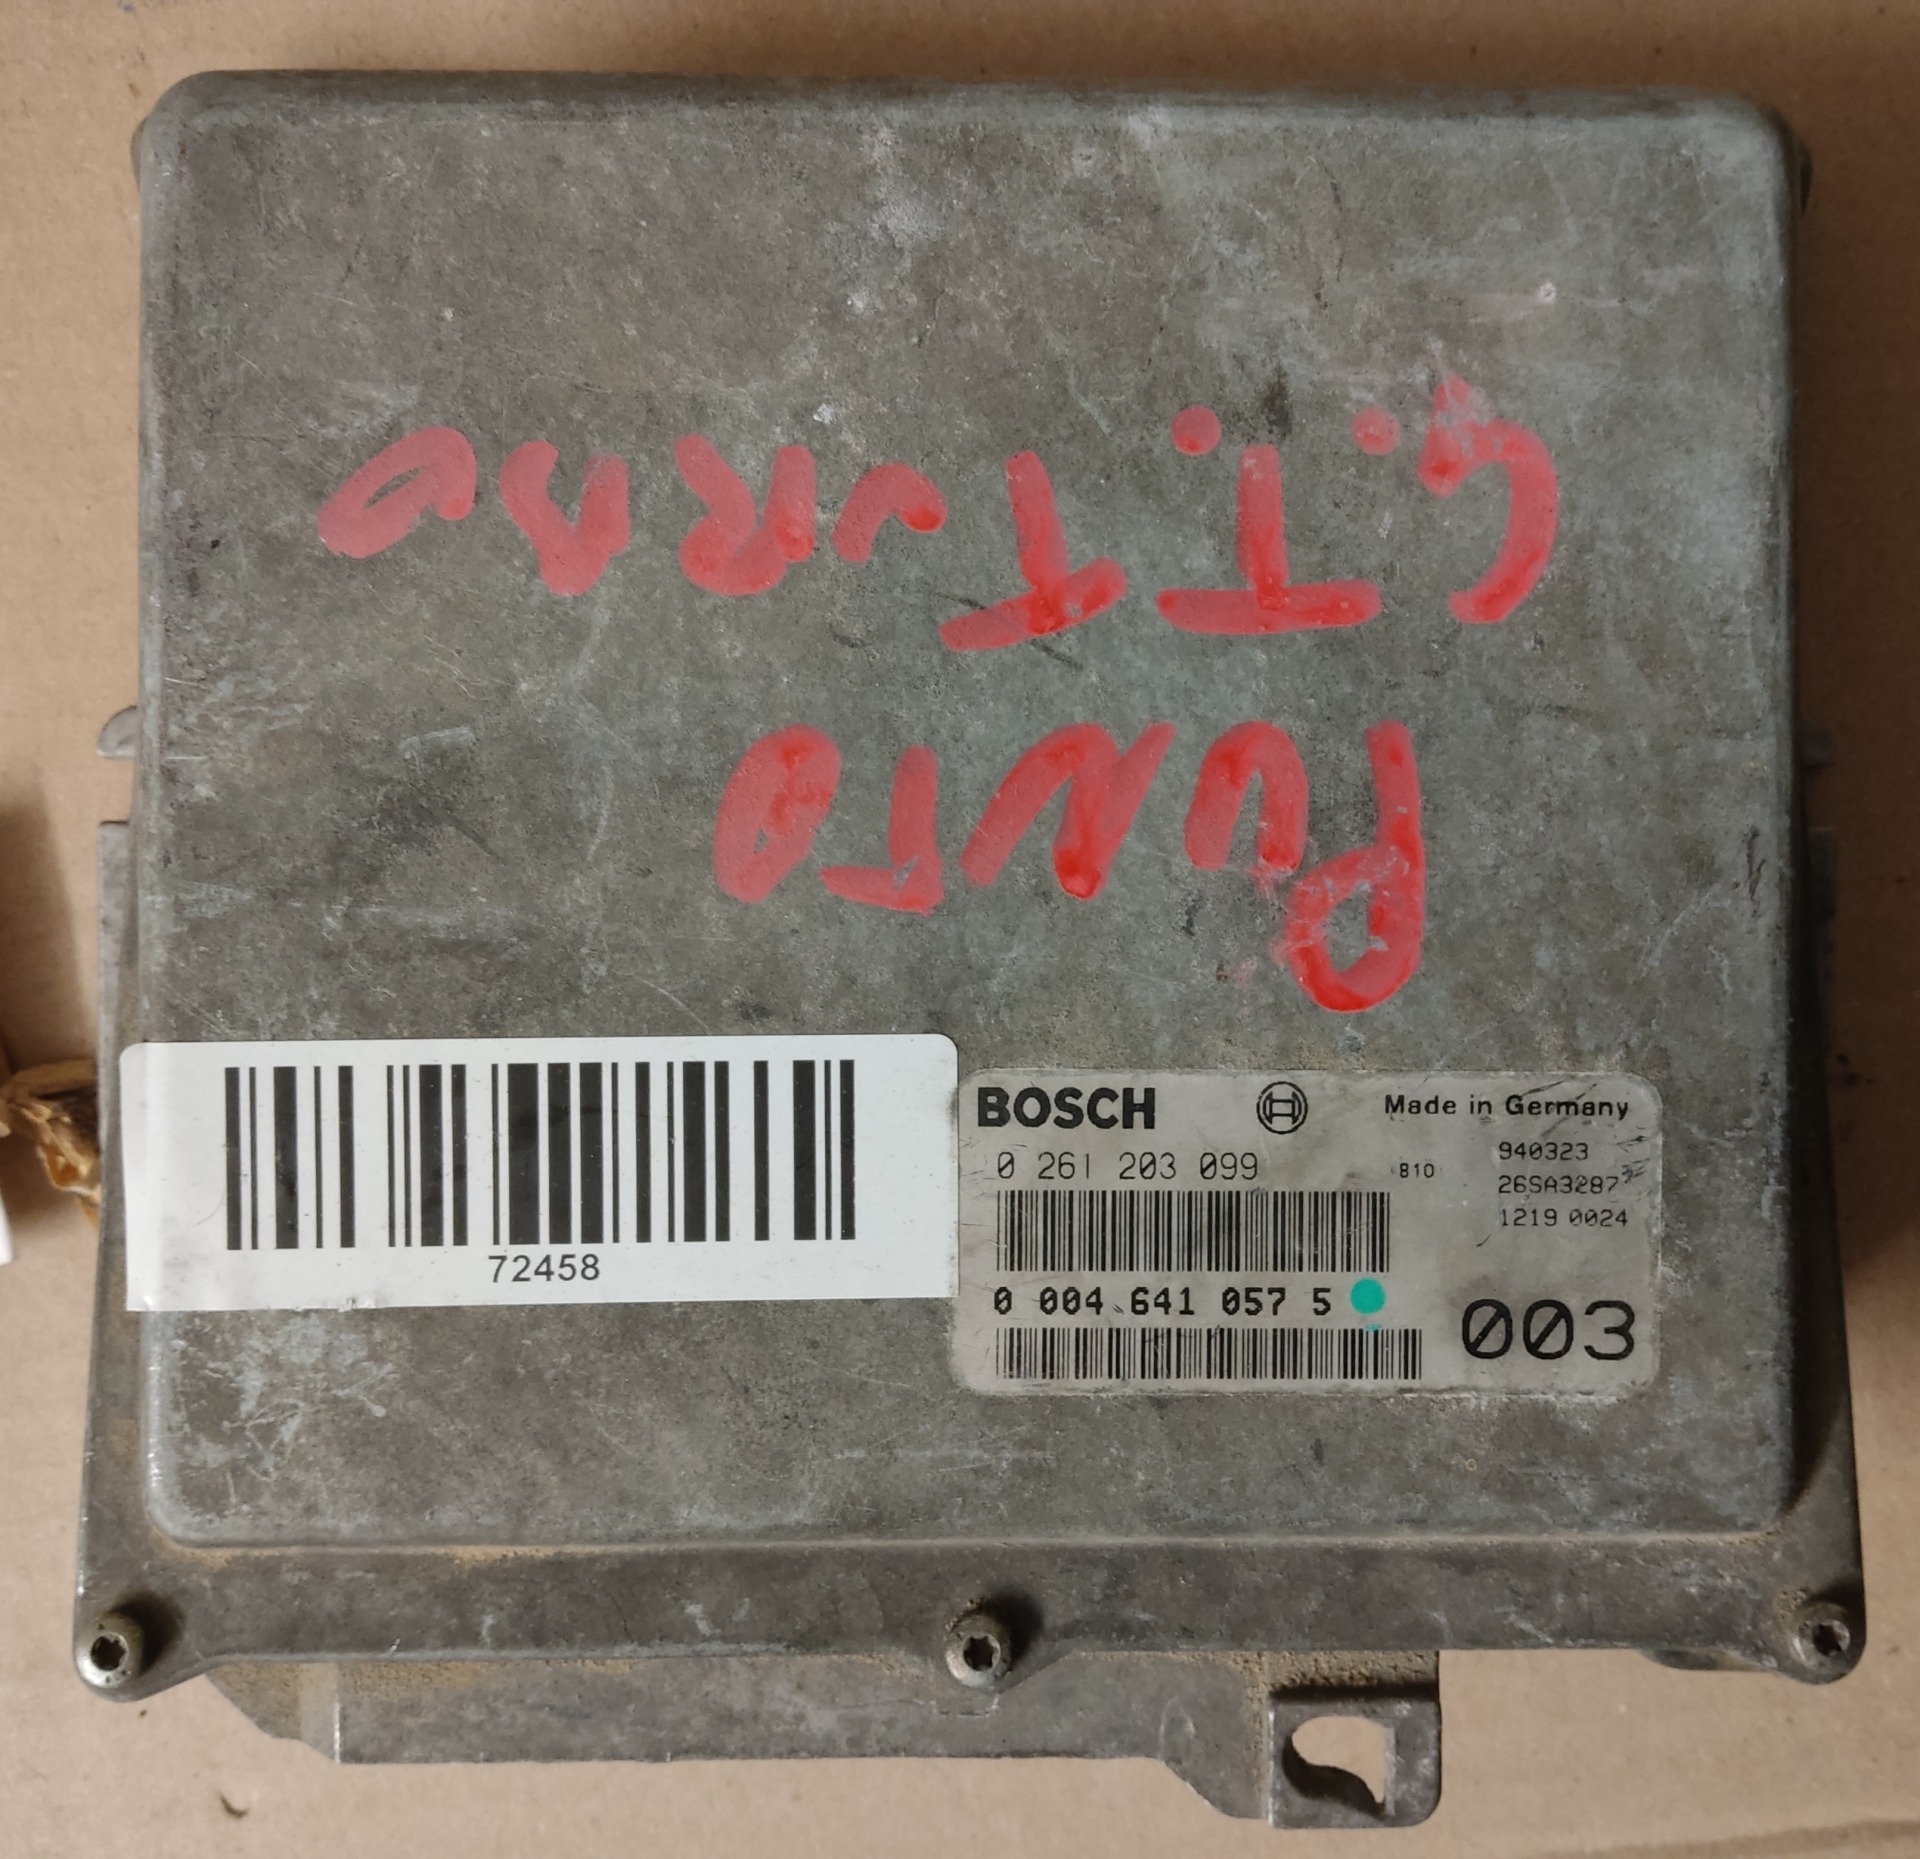 PUNTO
G.T. TURBO
72458
BOSCH Made in Germany
0 261 203 099 810 940323
26SA3287
1219 0024
0 004 641 057 5
003